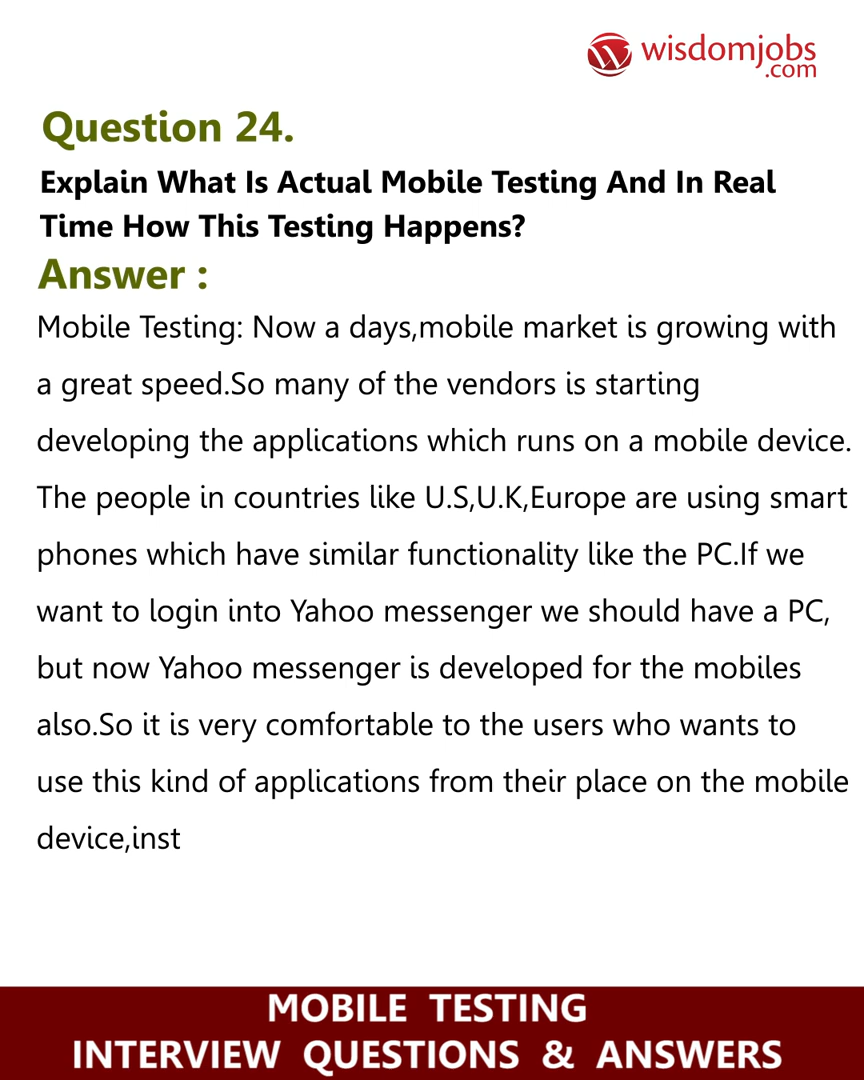 wisdomjobs
.com
Question 24.
Explain What Is Actual Mobile Testing And In Real
Time How This Testing Happens?
Answer :
Mobile Testing: Now a days,mobile market is growing with
a great speed.So many of the vendors is starting
developing the applications which runs on a mobile device.
The people in countries like U.S,U.K,Europe are using smart
phones which have similar functionality like the PC.If we
want to login into Yahoo messenger we should have a PC,
but now Yahoo messenger is developed for the mobiles
also.So it is very comfortable to the users who wants to
use this kind of applications from their place on the mobile
device,inst
MOBILE TESTING
INTERVIEW QUESTIONS & ANSWERS